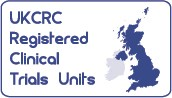 UKCRC
Registered
Clinical
Trials Units